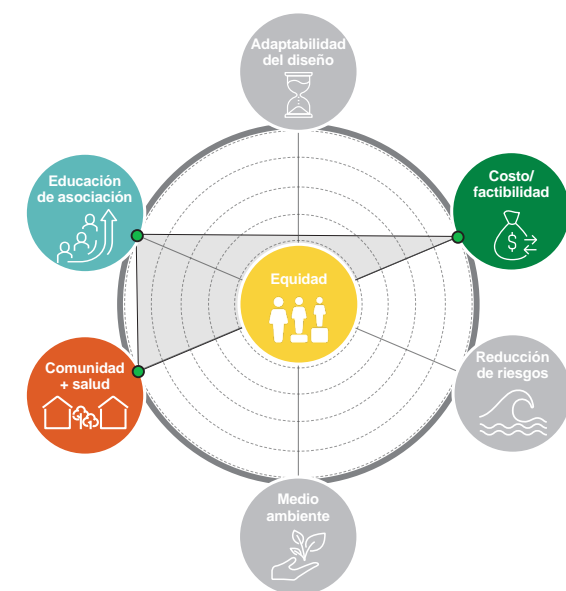 Adaptabilidad
del diseño
Educación
de asociación
Costo/
factibilidad
$
Equidad
Comunidad
+ salud
Reducción
de riesgos
Medio
ambiente